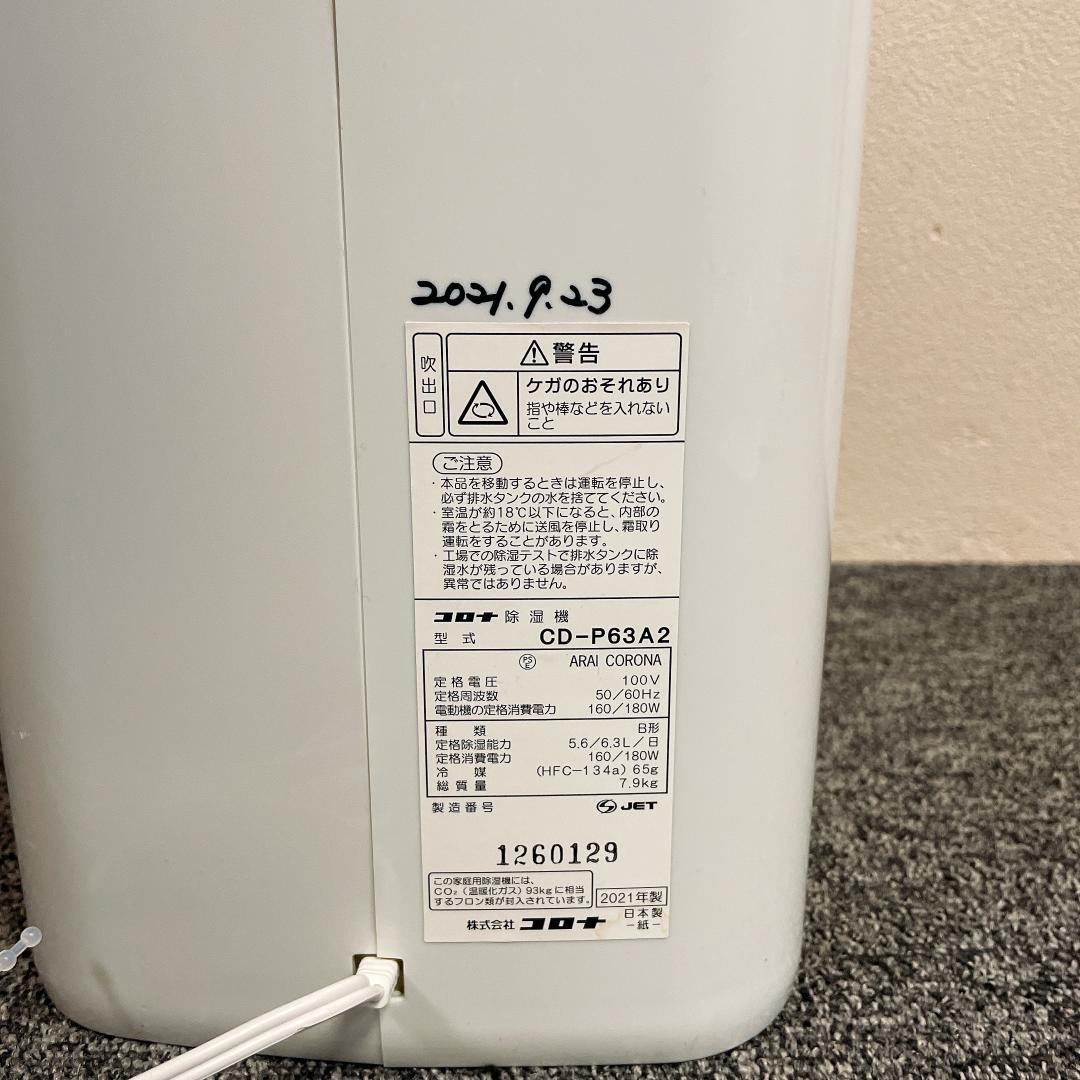 2021.9.23
吹出口
⚠警告
ケガのおそれあり
指や棒などを入れない
こと
ご注意
・本品を移動するときは運転を停止し、
必ず排水タンクの水を捨ててください。
・室温が約18℃以下になると、内部の
霜をとるために送風を停止し、霜取り
運転をすることがあります。
・工場での除湿テストで排水タンクに除
湿水が残っている場合がありますが、
異常ではありません。
コロナ 除湿機
型式 CD-P63A2
PSE ARAI CORONA
定格電圧 100V
定格周波数 50/60Hz
電動機の定格消費電力 160/180W
種類 B形
定格除湿能力 5.6/6.3L/日
定格消費電力 160/180W
冷媒 (HFC-134a) 65g
総質量 7.9kg
製造番号 JET
1260129
この家庭用除湿機には、
CO₂(温暖化ガス)93kgに相当
するフロン類が封入されています。
2021年製
株式会社 コロナ
日本製
-紙-